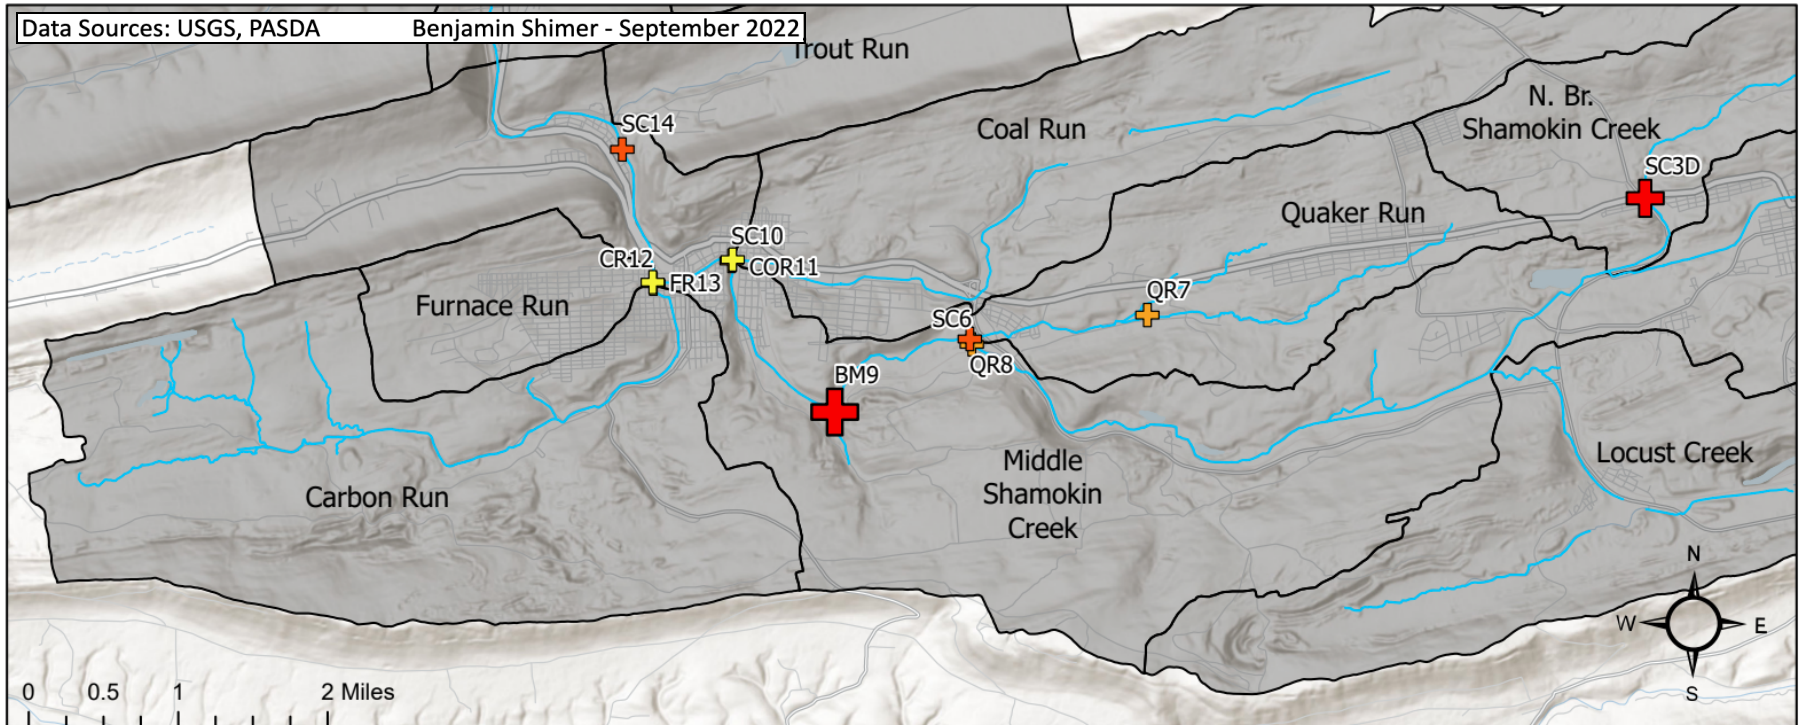 Data Sources: USGS, PASDA Benjamin Shimer - September 2022
Trout Run
SC14
Coal Run
N. Br.
Shamokin Creek
SC3D
Quaker Run
SC10
COR11
CR12
FR13
Furnace Run
QR7
SC6
QR8
BM9
Middle
Shamokin
Creek
Locust Creek
Carbon Run
N
W E
S
0 0.5 1 2 Miles